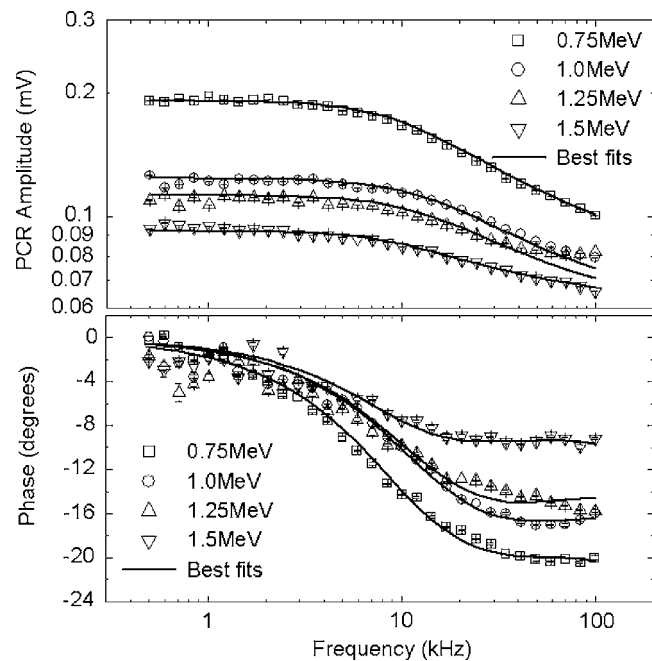 0.3
0.2
0.1
0.09
0.08
0.07
0.06
PCR Amplitude (mV)
0.75MeV
1.0MeV
1.25MeV
1.5MeV
Best fits
0
-4
-8
-12
-16
-20
-24
Phase (degrees)
0.75MeV
1.0MeV
1.25MeV
1.5MeV
Best fits
1 10 100
Frequency (kHz)